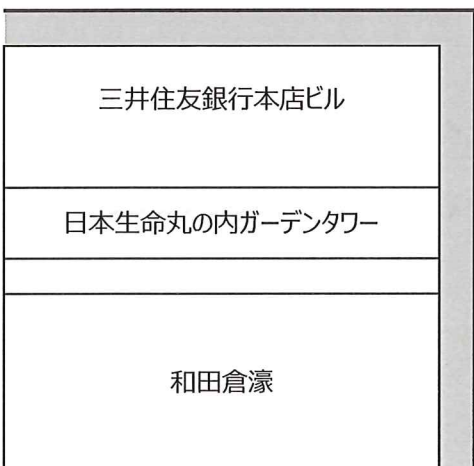 三井住友銀行本店ビル
日本生命丸の内ガーデンタワー
和田倉濠